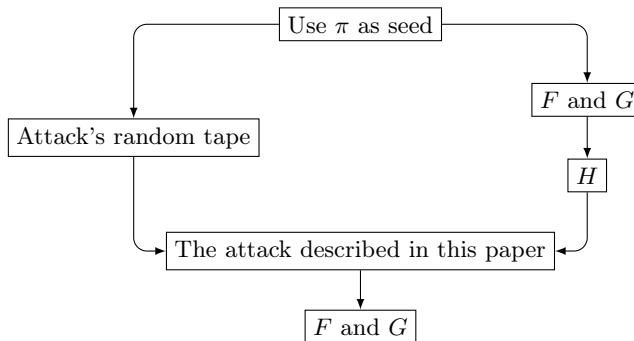 Use π as seed
F and G
Attack's random tape
H
The attack described in this paper
F and G